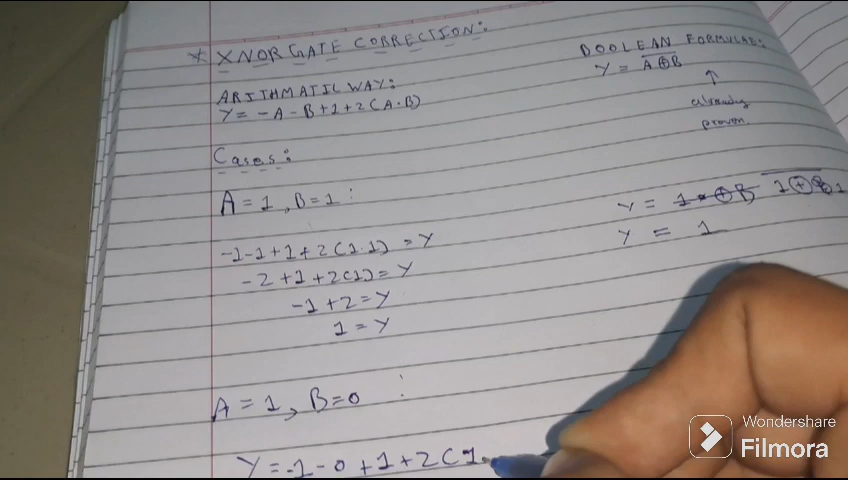 * XNOR GATE CORRECTION:
ARITHMATIC WAY:
Y = -A - B + 1 + 2(A·B)
Cases:
A = 1, B = 1:
-1-1+1+2(1·1) = Y
-2+1+2(1) = Y
-1+2 = Y
1 = Y
A = 1, B = 0 :
Y = -1 - 0 + 1 + 2(1·
BOOLEAN FORMULAE:
Y = A⊕B
already
proven.
Y = 1⊕1
Y = 1
Wondershare
Filmora